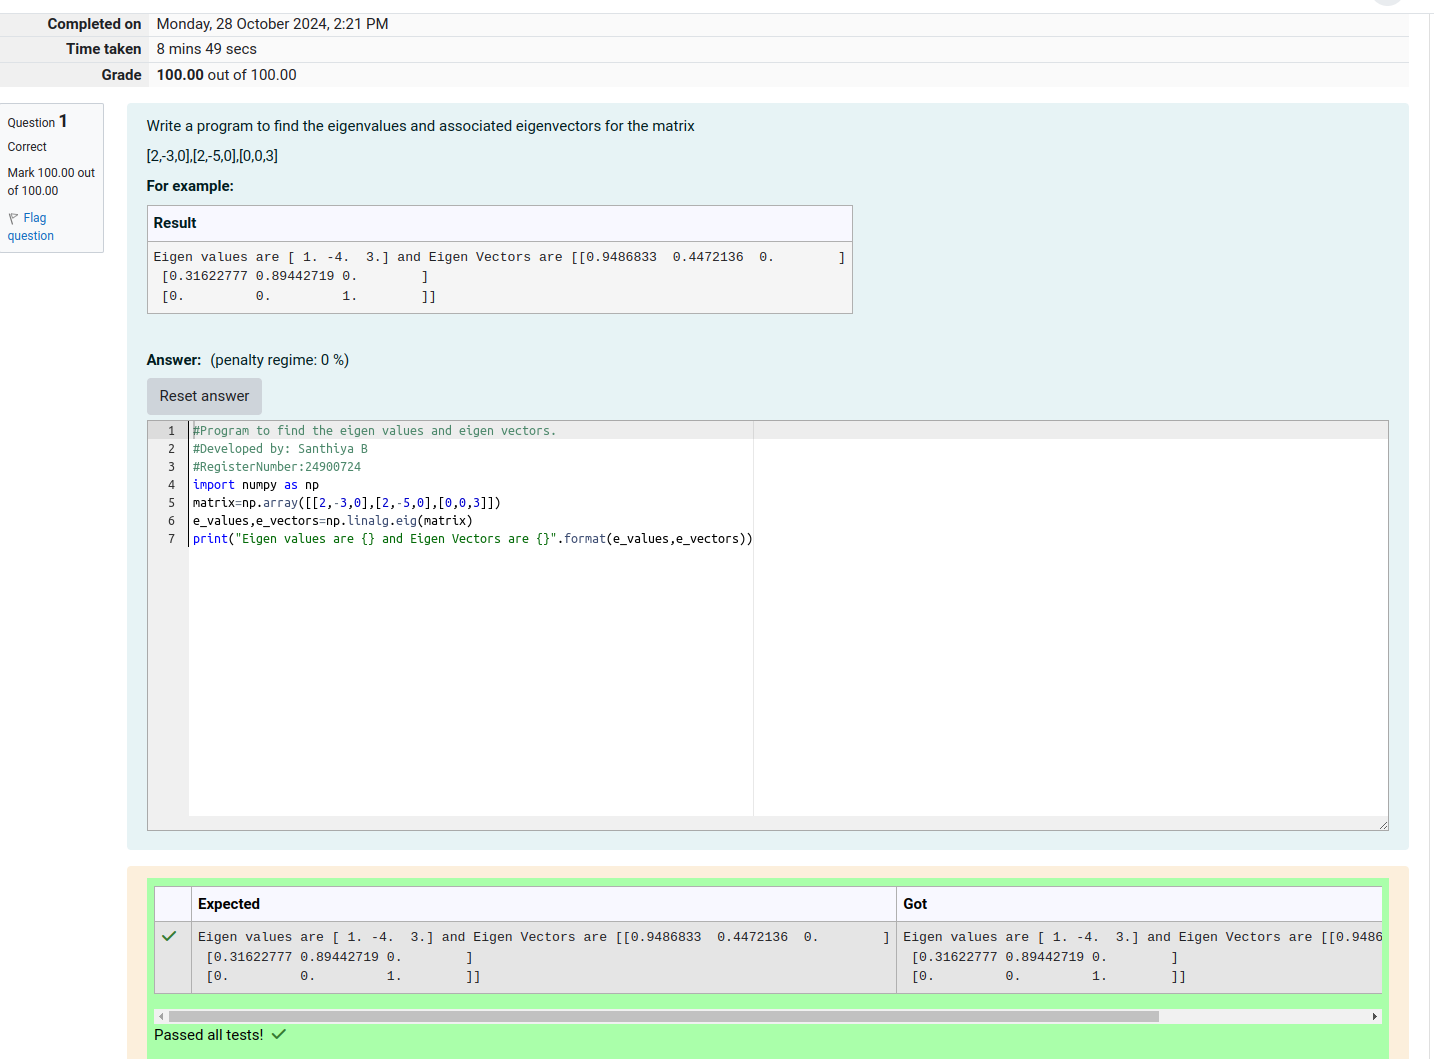 Completed on Monday, 28 October 2024, 2:21 PM
Time taken 8 mins 49 secs
Grade 100.00 out of 100.00
Question 1
Correct
Mark 100.00 out
of 100.00
Flag
question
Write a program to find the eigenvalues and associated eigenvectors for the matrix
[2,-3,0],[2,-5,0],[0,0,3]
For example:
Result
Eigen values are [ 1. -4.  3.] and Eigen Vectors are [[0.9486833  0.4472136  0.        ]
 [0.31622777 0.89442719 0.        ]
 [0.         0.         1.        ]]
Answer: (penalty regime: 0 %)
Reset answer
1 #Program to find the eigen values and eigen vectors.
2 #Developed by: Santhiya B
3 #RegisterNumber:24900724
4 import numpy as np
5 matrix=np.array([[2,-3,0],[2,-5,0],[0,0,3]])
6 e_values,e_vectors=np.linalg.eig(matrix)
7 print("Eigen values are {} and Eigen Vectors are {}".format(e_values,e_vectors))
Expected Got
Eigen values are [ 1. -4.  3.] and Eigen Vectors are [[0.9486833  0.4472136  0.        ] Eigen values are [ 1. -4.  3.] and Eigen Vectors are [[0.9486
 [0.31622777 0.89442719 0.        ] [0.31622777 0.89442719 0.        ]
 [0.         0.         1.        ]] [0.         0.         1.        ]]
Passed all tests!